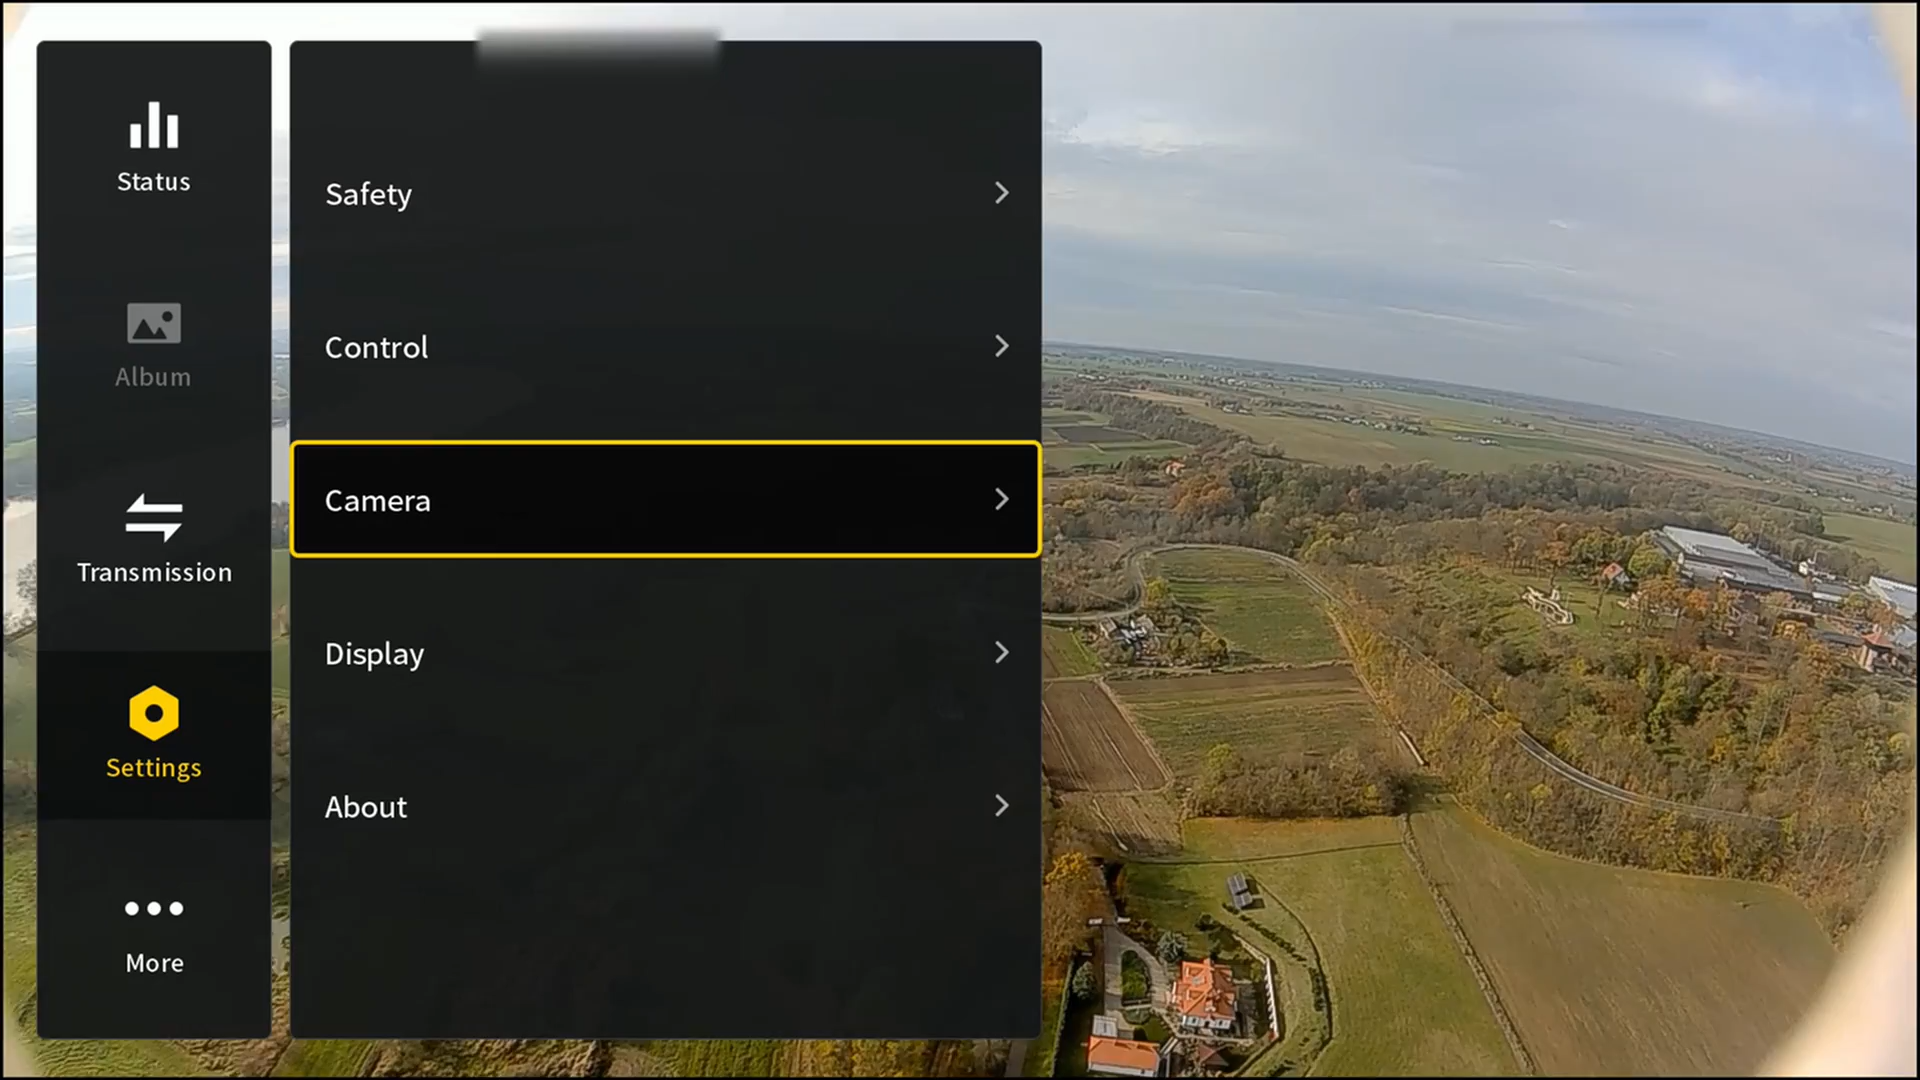 Status
Album
Transmission
Settings
More
Safety
Control
Camera
Display
About